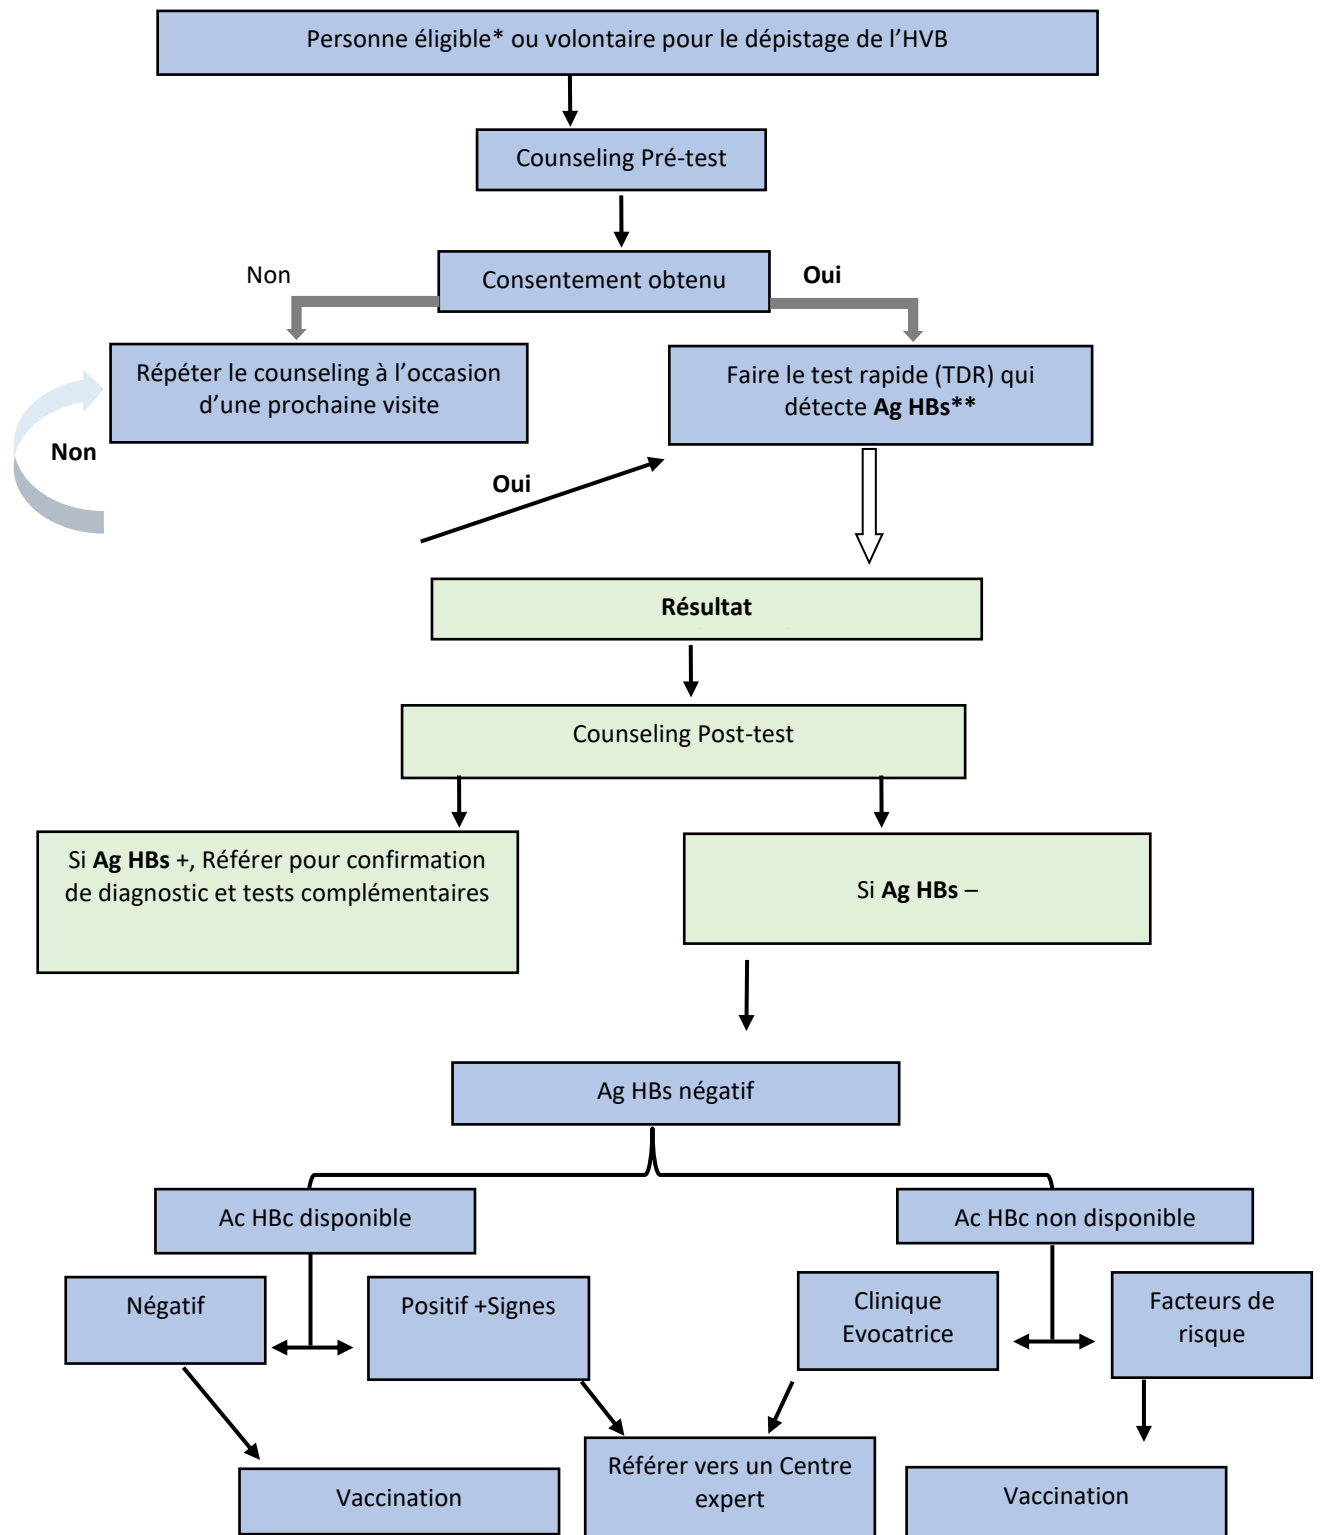 Personne éligible* ou volontaire pour le dépistage de l’HVB
Counseling Pré-test
Consentement obtenu
Non
Oui
Répéter le counseling à l’occasion
d’une prochaine visite
Faire le test rapide (TDR) qui
détecte Ag HBs**
Non
Oui
Résultat
Counseling Post-test
Si Ag HBs +, Référer pour confirmation
de diagnostic et tests complémentaires
Si Ag HBs –
Ag HBs négatif
Ac HBc disponible
Ac HBc non disponible
Négatif
Positif +Signes
Clinique
Evocatrice
Facteurs de
risque
Vaccination
Référer vers un Centre
expert
Vaccination